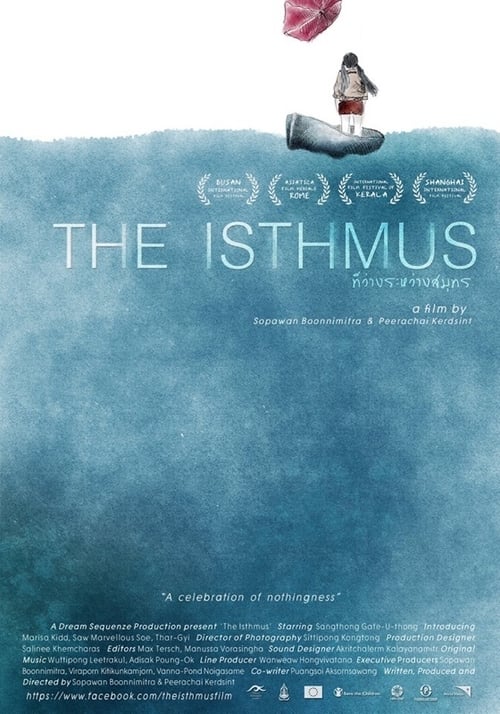 BUSAN
INTERNATIONAL
FILM FESTIVAL
ASIATICA
FILM MEDIALE
ROME
INTERNATIONAL
FILM FESTIVAL OF
KERALA
SHANGHAI
INTERNATIONAL
FILM FESTIVAL
THE ISTHMUS
ที่ว่างระหว่างสมุทร
a film by
Sopawan Boonnimitra & Peerachai Kerdsint
"A celebration of nothingness"
A Dream Sequenze Production present 'The Isthmus' Starring Sangthong Gate-U-thong Introducing
Marisa Kidd, Saw Marvellous Soe, Thar-Gyi Director of Photography Sittipong Kongtong Production Designer
Salinee Khemcharas Editors Max Tersch, Manussa Vorasingha Sound Designer Akritchalerm Kalayanamitr Original
Music Wuttipong Leetrakul, Adisak Poung-Ok Line Producer Wanweaw Hongvivatana Executive Producers Sopawan
Boonnimitra, Viraporn Kitikunkamjorn, Vanna-Pond Noigasame Co-writer Puangsoi Aksornsawang Written, Produced and
Directed by Sopawan Boonnimitra & Peerachai Kerdsint
https://www.facebook.com/theisthmusfilm
Save the Children